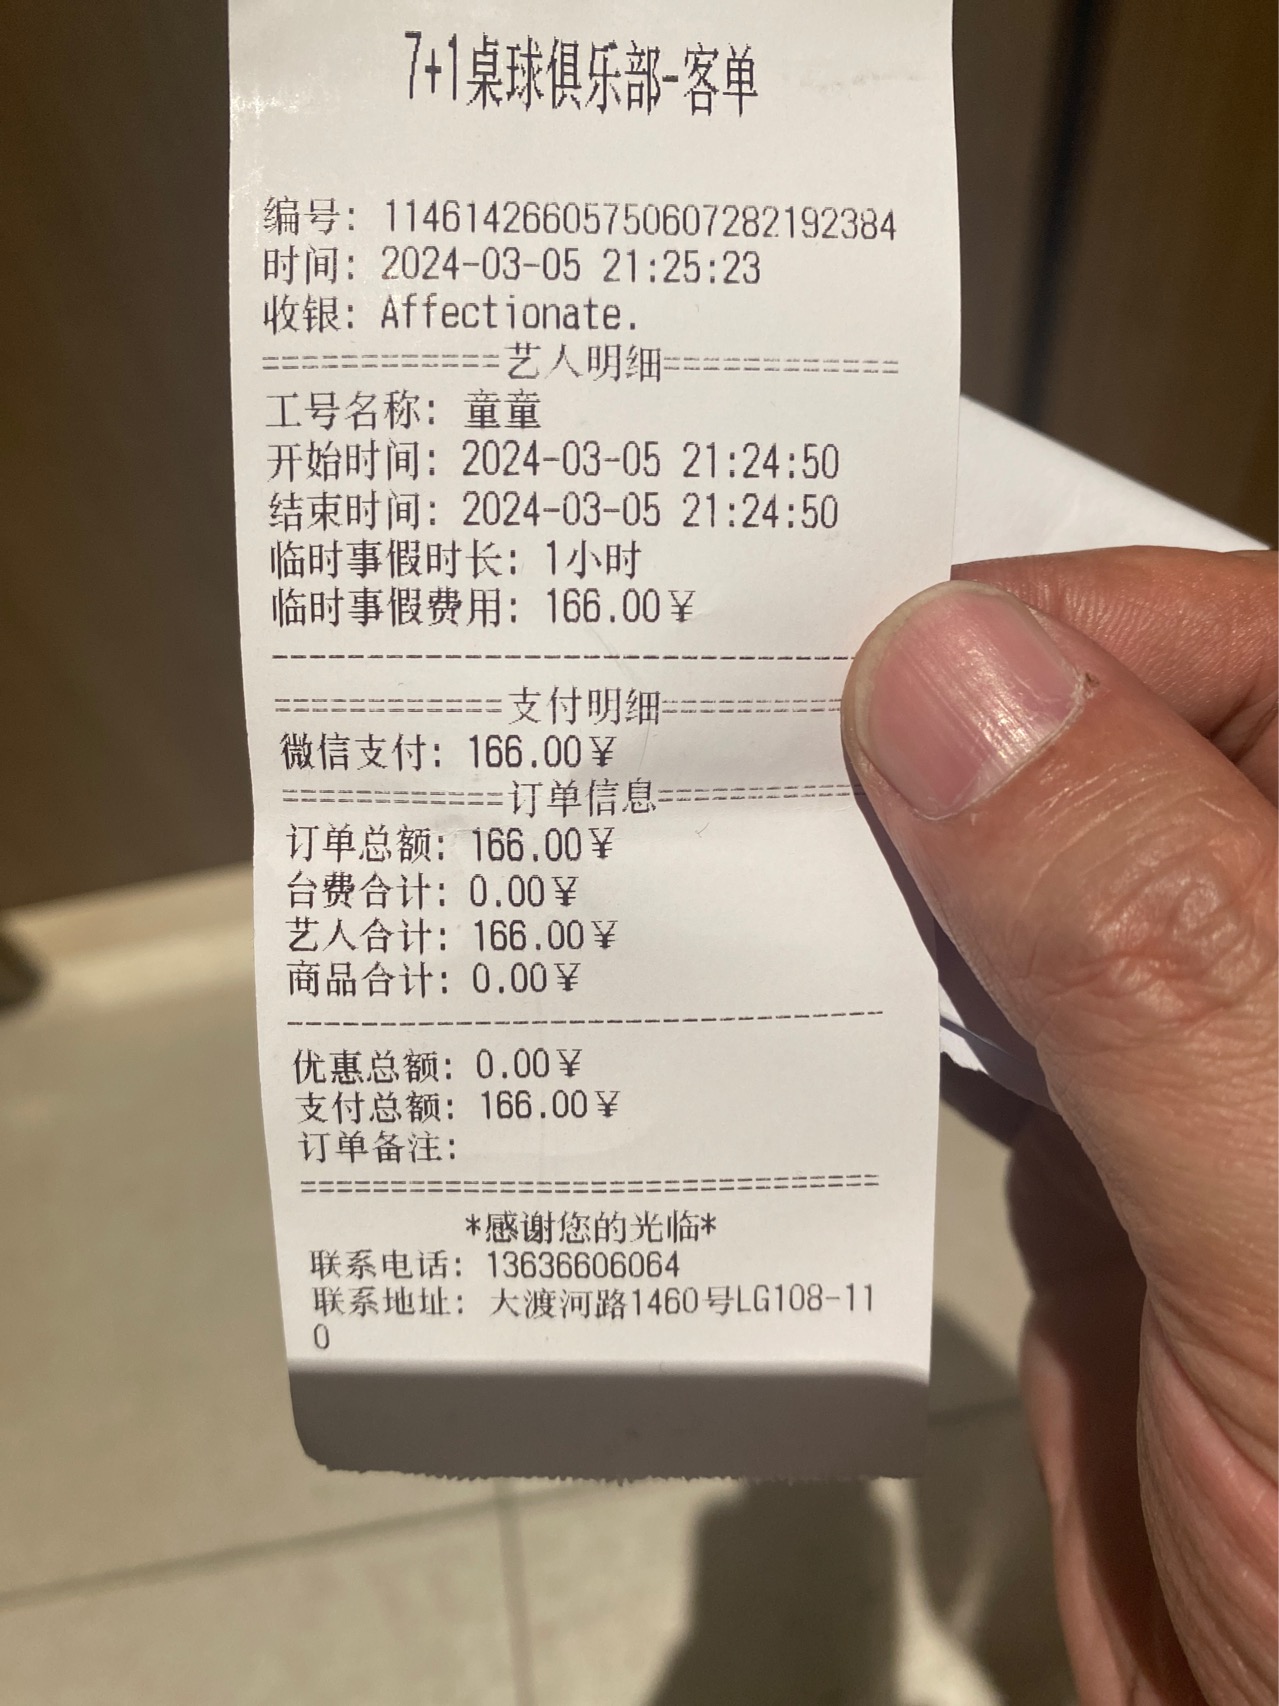 7+1桌球俱乐部-客单
编号: 1146142660575060728219​2384
时间: 2024-03-05 21:25:23
收银: Affectionate.
============艺人明细============
工号名称: 童童
开始时间: 2024-03-05 21:24:50
结束时间: 2024-03-05 21:24:50
临时事假时长: 1小时
临时事假费用: 166.00¥
--------------------------------
============支付明细==========
微信支付: 166.00¥
============订单信息===========
订单总额: 166.00¥
台费合计: 0.00¥
艺人合计: 166.00¥
商品合计: 0.00¥
--------------------------------
优惠总额: 0.00¥
支付总额: 166.00¥
订单备注:
================================
*感谢您的光临*
联系电话: 13636606064
联系地址: 大渡河路1460号LG108-11
0